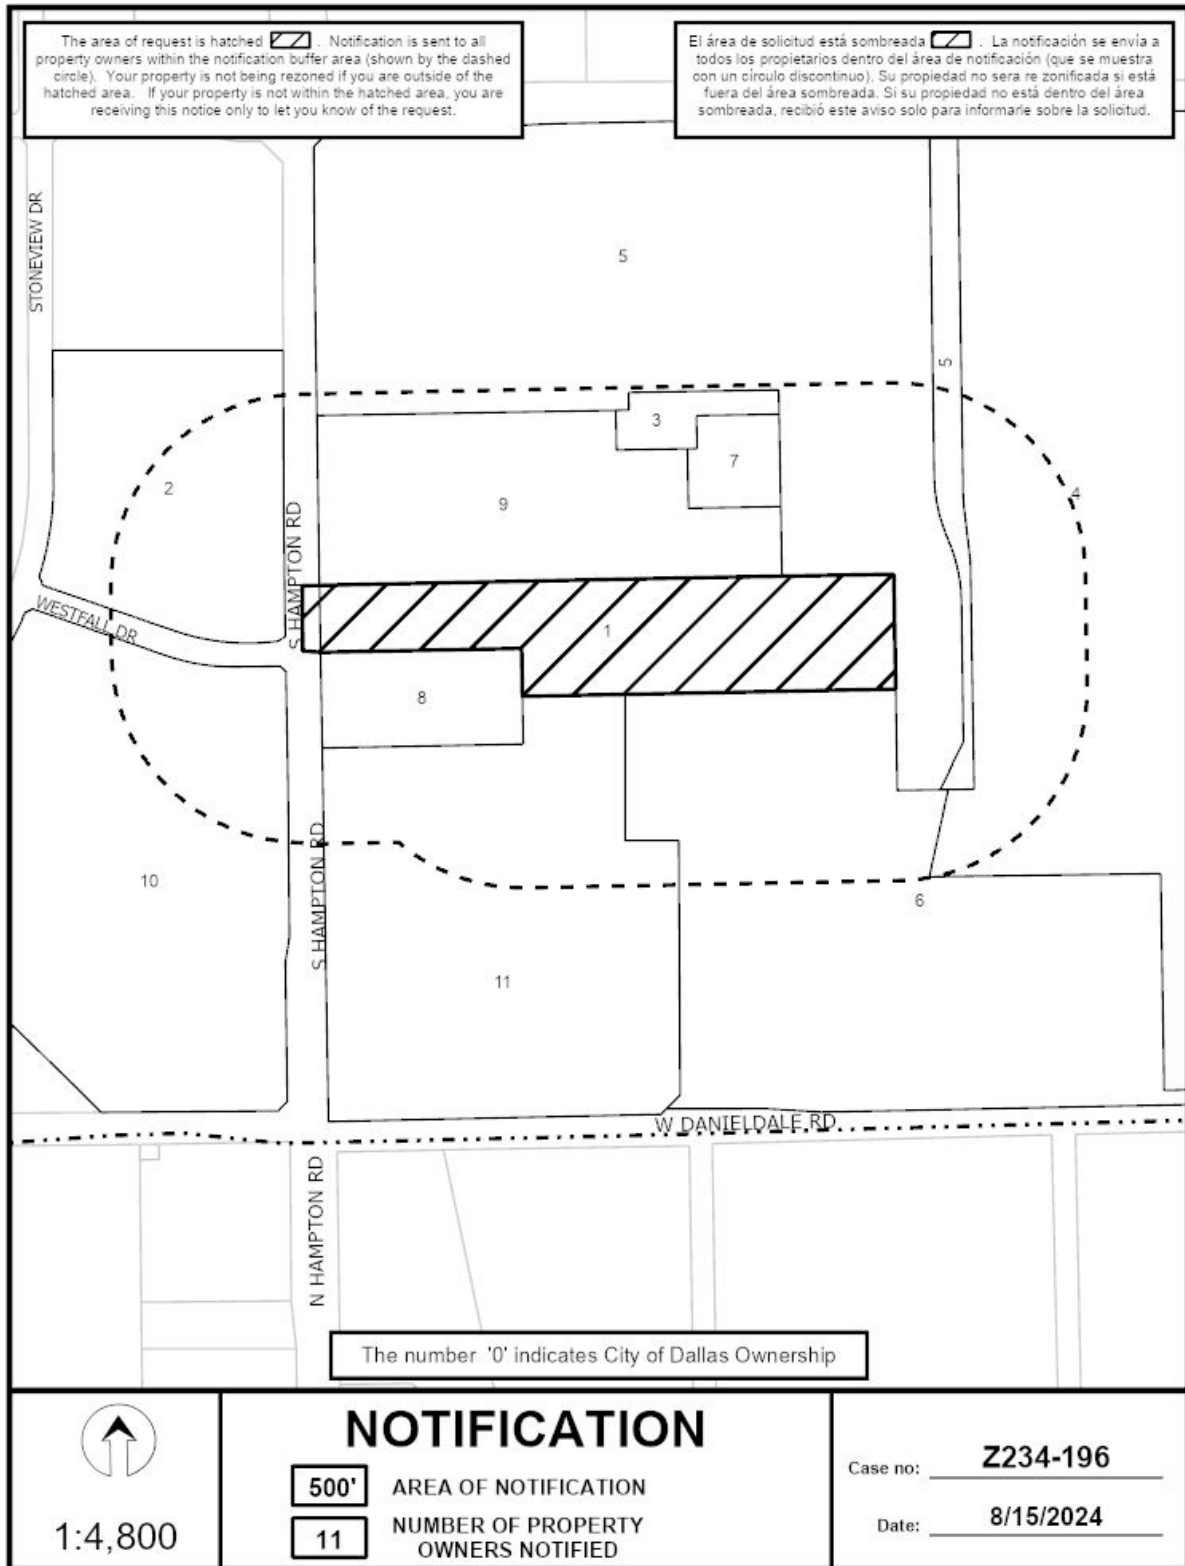 The area of request is hatched . Notification is sent to all
property owners within the notification buffer area (shown by the dashed
circle). Your property is not being rezoned if you are outside of the
hatched area. If your property is not within the hatched area, you are
receiving this notice only to let you know of the request.
El área de solicitud está sombreada . La notificación se envía a
todos los propietarios dentro del área de notificación (que se muestra
con un círculo discontinuo). Su propiedad no sera re zonificada si está
fuera del área sombreada. Si su propiedad no está dentro del área
sombreada, recibió este aviso solo para informarle sobre la solicitud.
STONEVIEW DR
5
5
3
7
2
9
4
S HAMPTON RD
WESTFALL DR
1
8
S HAMPTON RD
10
6
11
W DANIELDALE RD
N HAMPTON RD
The number '0' indicates City of Dallas Ownership
1:4,800
NOTIFICATION
500' AREA OF NOTIFICATION
11 NUMBER OF PROPERTY
OWNERS NOTIFIED
Case no: Z234-196
Date: 8/15/2024